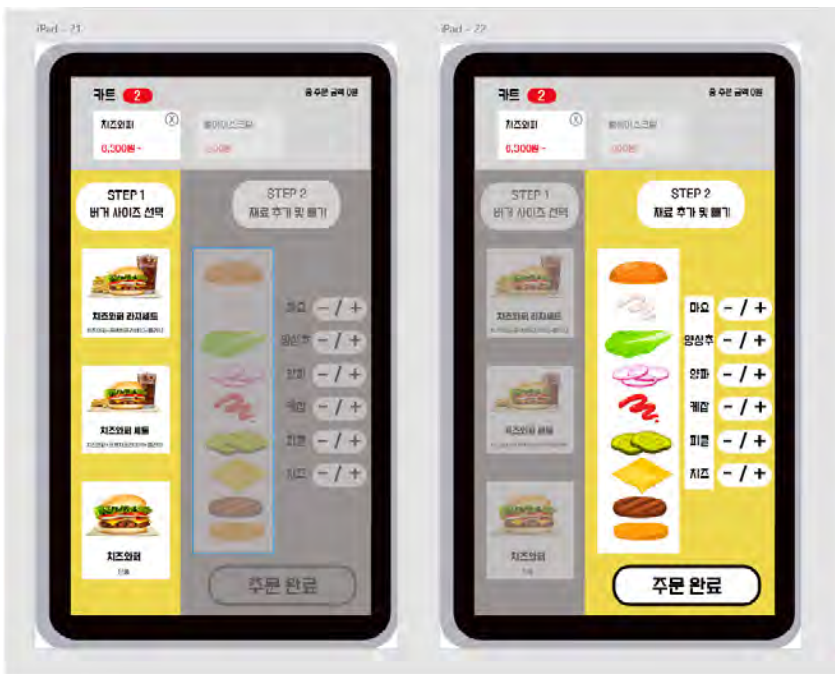 iPad - 21
카트 2
총 주문 금액 0원
치즈와퍼
X
6,300원~
STEP 1
버거 사이즈 선택
STEP 2
재료 추가 및 빼기
치즈와퍼 라지세트
마요 - / +
양상추 - / +
양파 - / +
케찹 - / +
치즈와퍼 세트
피클 - / +
치즈 - / +
치즈와퍼
단품
주문 완료
iPad - 22
카트 2
총 주문 금액 0원
치즈와퍼
X
6,300원~
STEP 1
버거 사이즈 선택
STEP 2
재료 추가 및 빼기
치즈와퍼 라지세트
마요 - / +
양상추 - / +
양파 - / +
케찹 - / +
치즈와퍼 세트
피클 - / +
치즈 - / +
치즈와퍼
주문 완료